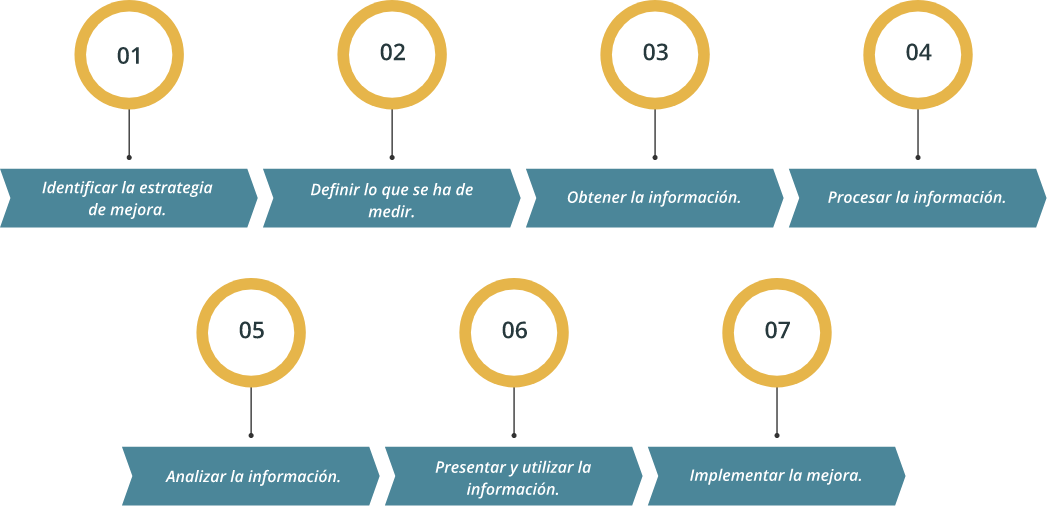 01
02
03
04
Identificar la estrategia
de mejora.
Definir lo que se ha de
medir.
Obtener la información.
Procesar la información.
05
06
07
Analizar la información.
Presentar y utilizar la
información.
Implementar la mejora.